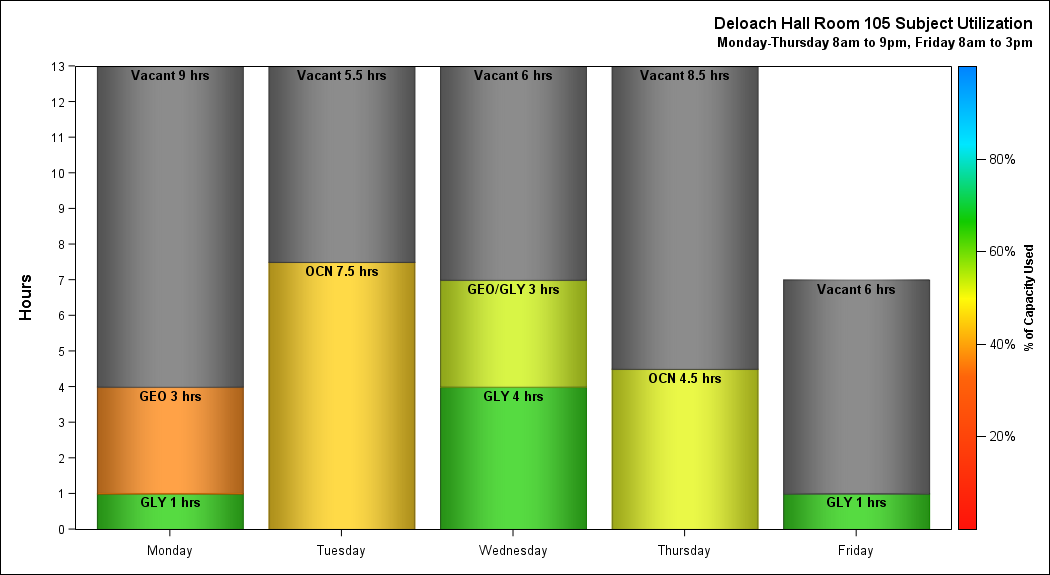 Deloach Hall Room 105 Subject Utilization
Monday-Thursday 8am to 9pm, Friday 8am to 3pm
Hours
13
12
11
10
9
8
7
6
5
4
3
2
1
0
Vacant 9 hrs
GEO 3 hrs
GLY 1 hrs
Vacant 5.5 hrs
OCN 7.5 hrs
Vacant 6 hrs
GEO/GLY 3 hrs
GLY 4 hrs
Vacant 8.5 hrs
OCN 4.5 hrs
Vacant 6 hrs
GLY 1 hrs
Monday
Tuesday
Wednesday
Thursday
Friday
80%
60%
40%
20%
% of Capacity Used